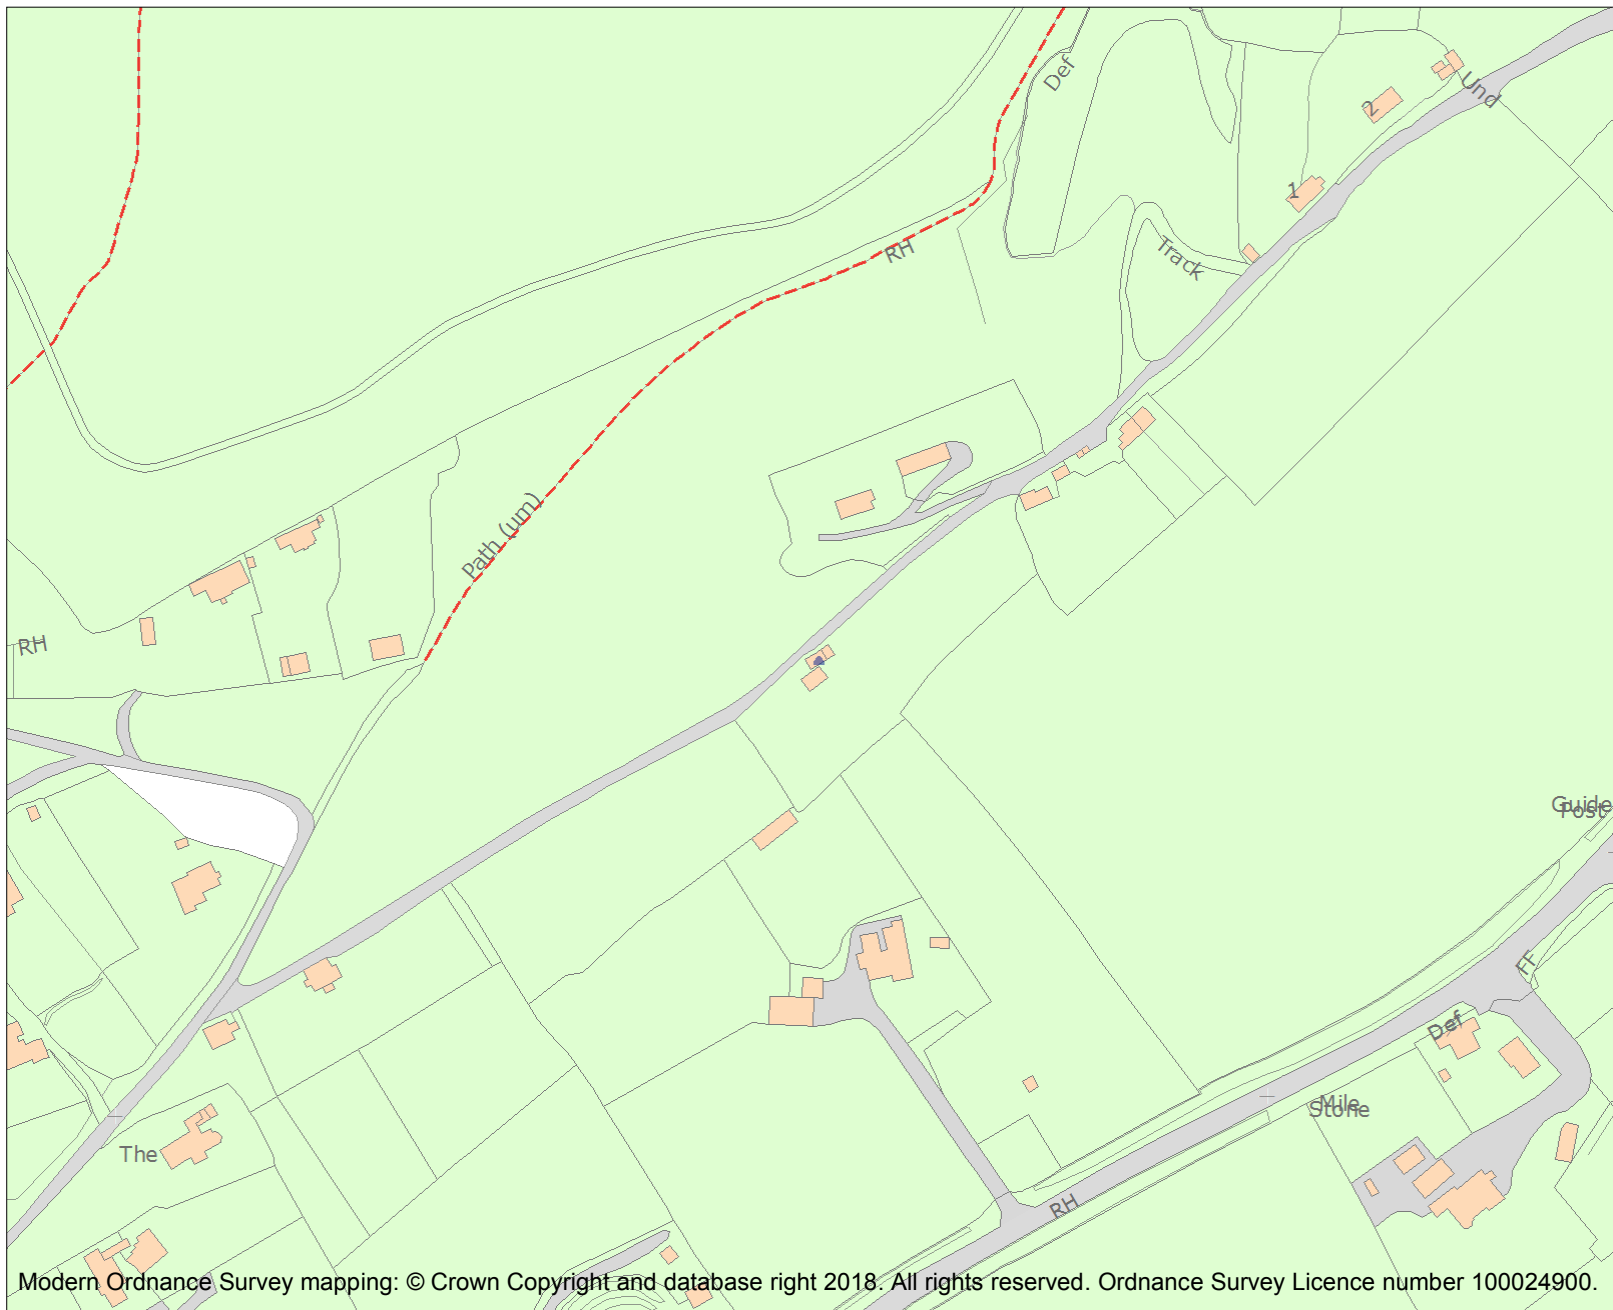 Def
Und
2
1
RH
Track
Path (um)
RH
Guide
Post
FF
Def
Mile
Stone
The
RH
Modern Ordnance Survey mapping: © Crown Copyright and database right 2018. All rights reserved. Ordnance Survey Licence number 100024900.